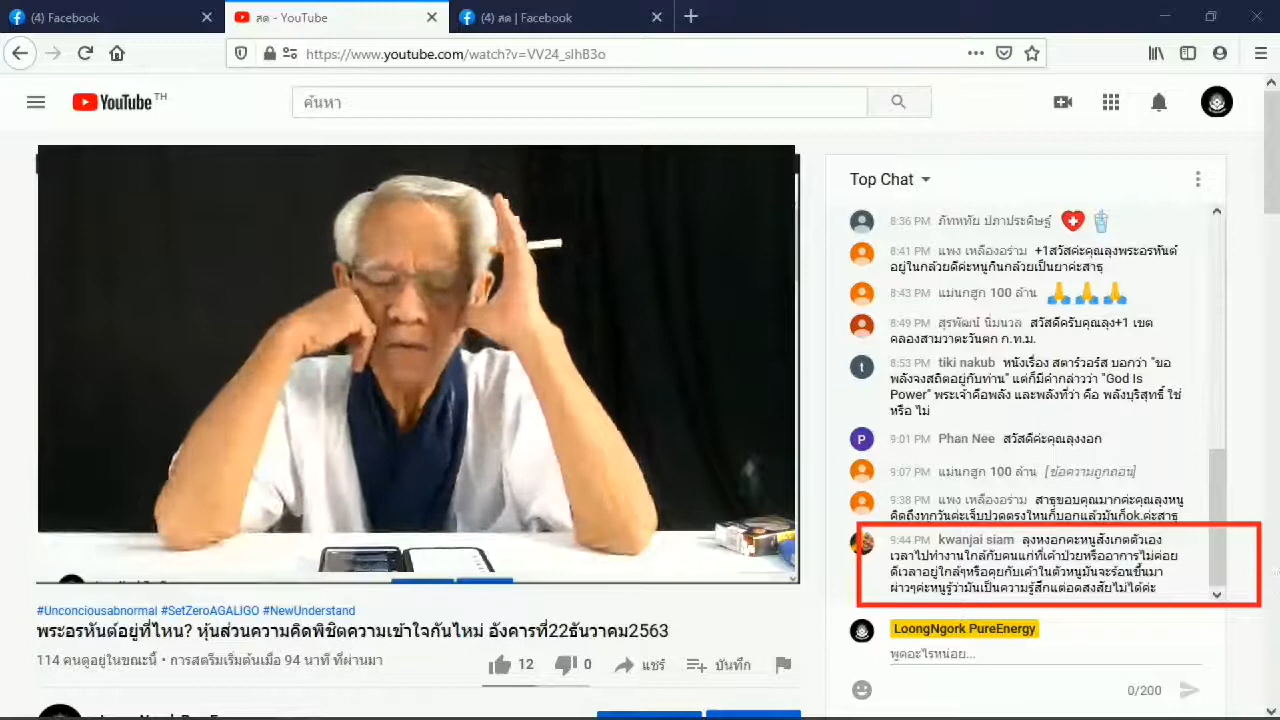 (4) Facebook
สด - YouTube
(4) สด | Facebook
https://www.youtube.com/watch?v=VV24_slhB3o
YouTube TH
ค้นหา
Top Chat
8:36 PM ภัททหัย ปภาประดิษฐ์
8:41 PM แพง เหลืองอร่าม +1สวัสค่ะคุณลุงพระอรหันต์
อยู่ในกล้วยดีค่ะหนูกินกล้วยเป็นยาค่ะสาธุ
8:43 PM แม่นกฮูก 100 ล้าน
8:49 PM สุรพัฒน์ นิ่มนวล สวัสดีครับคุณลุง+1 เขต
คลองสามวาตะวันตก ก.ท.ม.
t
8:53 PM tiki nakub หนังเรื่อง สตาร์วอร์ส บอกว่า "ขอ
พลังจงสถิตอยู่กับท่าน" แต่ก็มีคำกล่าวว่า "God Is
Power" พระเจ้าคือพลัง และพลังที่ว่า คือ พลังบุริสุทธิ์ ใช่
หรือ ไม่
P
9:01 PM Phan Nee สวัสดีค่ะคุณลุงงอก
9:07 PM แม่นกฮูก 100 ล้าน [ข้อความถูกถอน]
9:38 PM แพง เหลืองอร่าม สาธุขอบคุณมากค่ะคุณลุงหนู
คิดถึงทุกวันค่ะเจ็บปวดตรงใหนก็บอกแล้วมันก็ok.ค่ะสาธุ
9:44 PM kwanjai siam ลุงหงอกคะหนูสังเกตตัวเอง
เวลาไปทำงานใกล้กับคนแก่ที่เค้าป่วยหรืออาการไม่ค่อย
ดีเวลาอยู่ใกล้ๆหรือคุยกับเค้าในตัวหนูมันจะร้อนขึ้นมา
ผ่าวๆค่ะหนูรู้ว่ามันเป็นความรู้สึกแต่อดสงสัยไม่ได้ค่ะ
LoongNgork PureEnergy
พูดอะไรหน่อย...
0/200
#Unconciousabnormal #SetZeroAGALIGO #NewUnderstand
พระอรหันต์อยู่ที่ไหน? หุ้นส่วนความคิดพิชิตความเข้าใจกันไหม่ อังคารที่22ธันวาคม2563
114 คนดูอยู่ในขณะนี้ • การสตรีมเริ่มต้นเมื่อ 94 นาที ที่ผ่านมา
12
0
แชร์
บันทึก